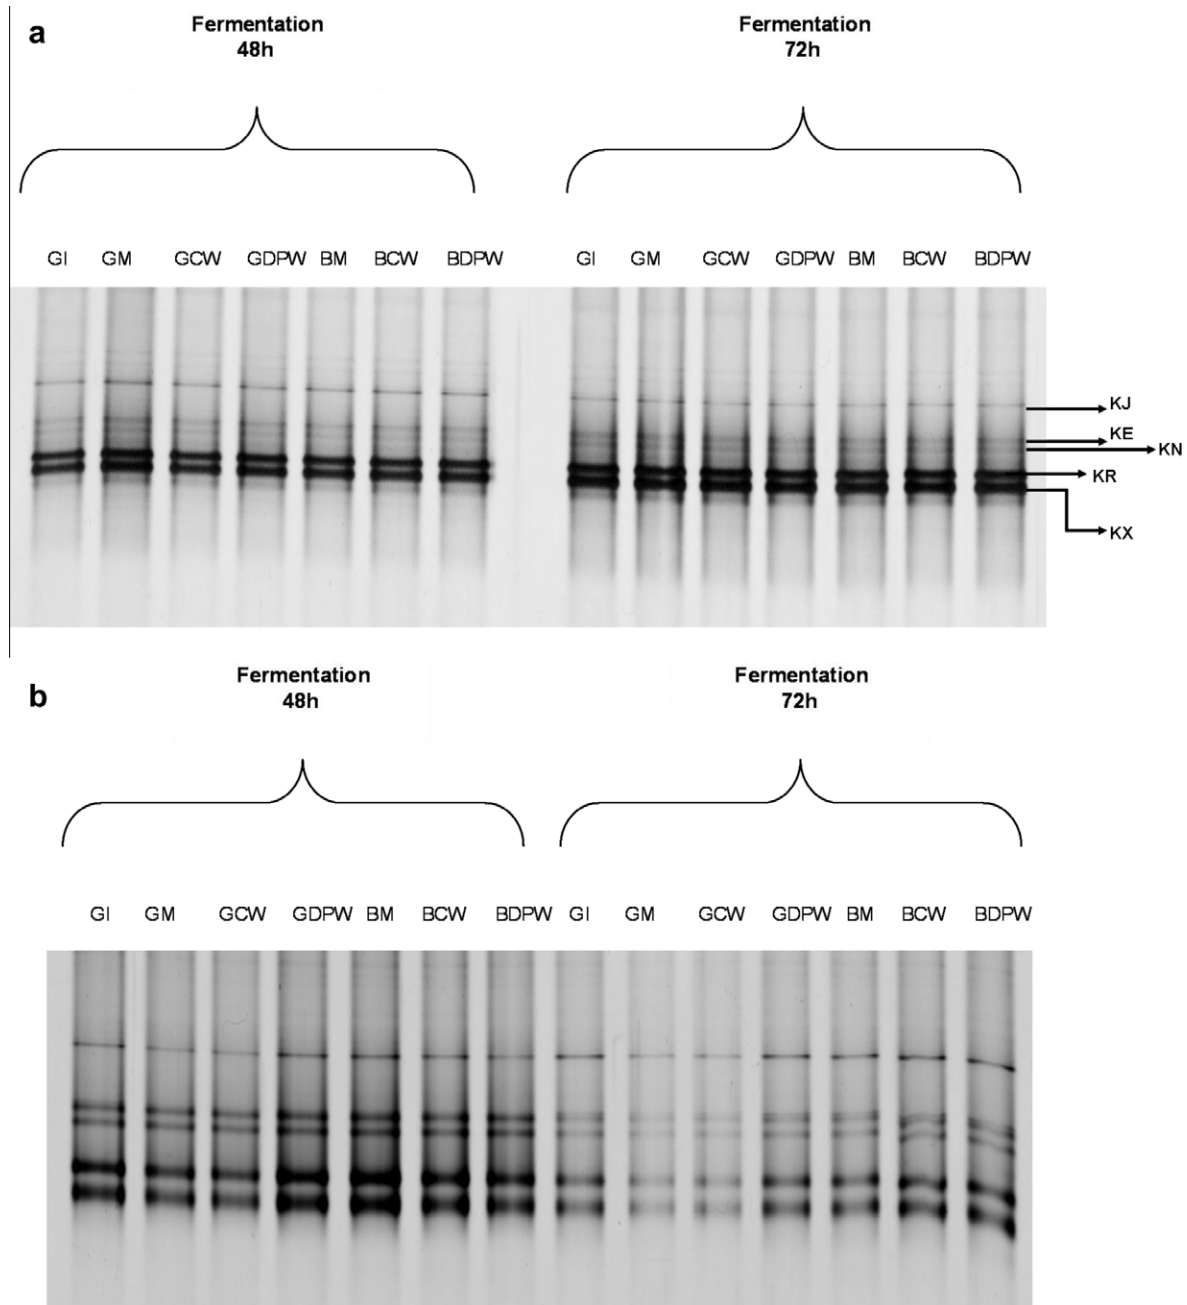 a
Fermentation
48h
Fermentation
72h
GI GM GCW GDPW BM BCW BDPW GI GM GCW GDPW BM BCW BDPW
KJ
KE
KN
KR
KX
b
Fermentation
48h
Fermentation
72h
GI GM GCW GDPW BM BCW BDPW GI GM GCW GDPW BM BCW BDPW